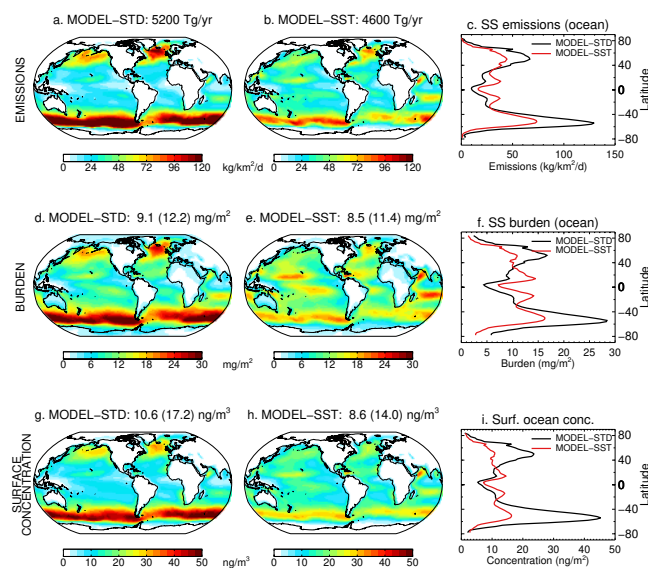 a. MODEL−STD: 5200 Tg/yr
b. MODEL−SST: 4600 Tg/yr
c. SS emissions (ocean)
EMISSIONS
0 24 48 72 96 120
kg/km²/d
0 24 48 72 96 120
MODEL−STD
MODEL−SST
80
40
0
−40
−80
Latitude
0 50 100 150
Emissions (kg/km²/d)
d. MODEL−STD: 9.1 (12.2) mg/m²
e. MODEL−SST: 8.5 (11.4) mg/m²
f. SS burden (ocean)
BURDEN
0 6 12 18 24 30
mg/m²
0 6 12 18 24 30
MODEL−STD
MODEL−SST
80
40
0
−40
−80
Latitude
0 5 10 15 20 25 30
Burden (mg/m²)
g. MODEL−STD: 10.6 (17.2) ng/m³
h. MODEL−SST: 8.6 (14.0) ng/m³
i. Surf. ocean conc.
SURFACE
CONCENTRATION
0 10 20 30 40 50
ng/m³
0 10 20 30 40 50
MODEL−STD
MODEL−SST
80
40
0
−40
−80
Latitude
0 10 20 30 40 50
Concentration (ng/m²)